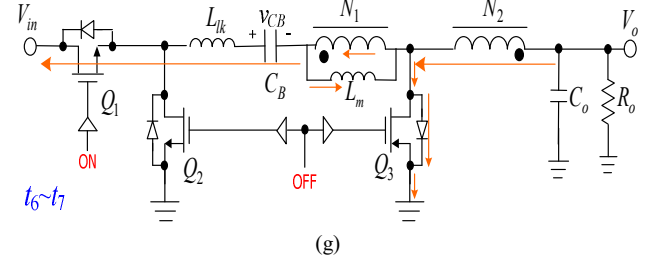 V_in
L_lk
+ v_CB -
N_1
N_2
V_o
Q_1
C_B
L_m
C_o
R_o
ON
Q_2
OFF
Q_3
t_6~t_7
(g)